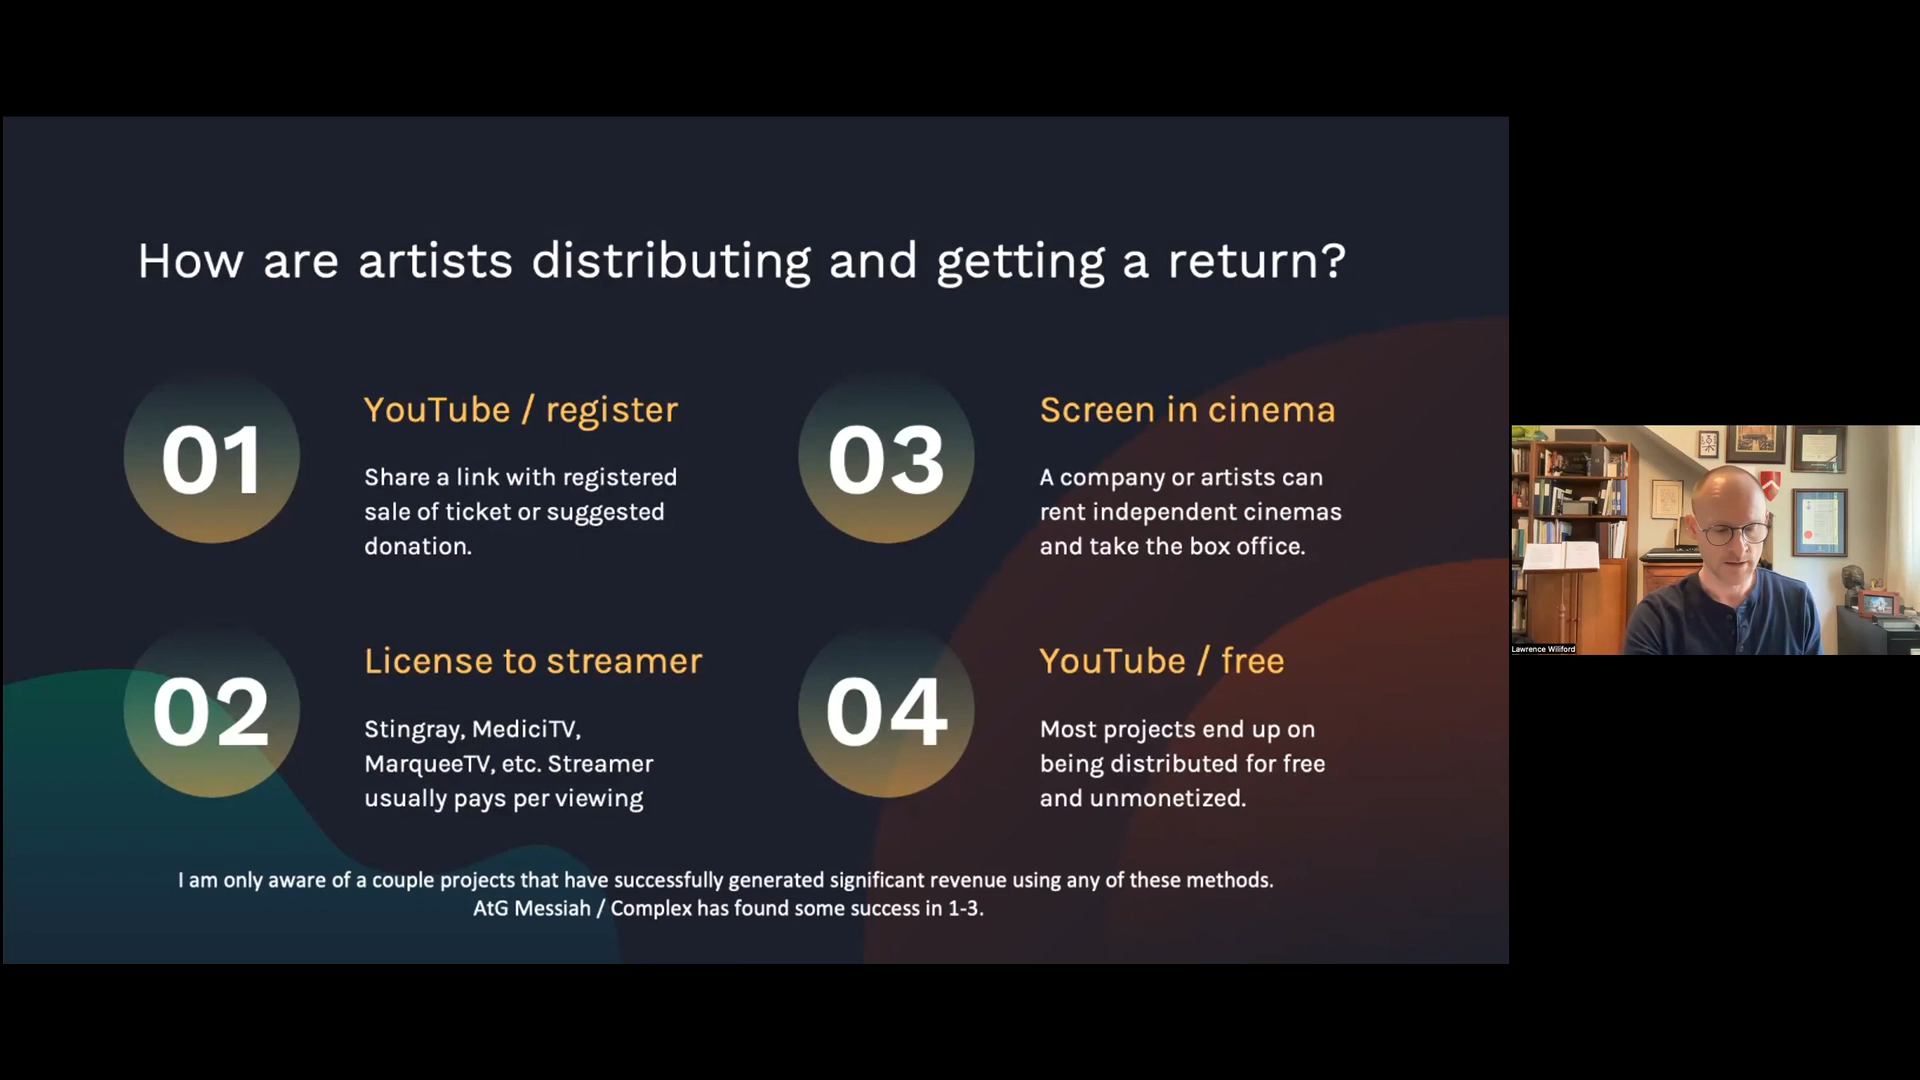 How are artists distributing and getting a return?
01
YouTube / register
Share a link with registered
sale of ticket or suggested
donation.
02
License to streamer
Stingray, MediciTV,
MarqueeTV, etc. Streamer
usually pays per viewing
03
Screen in cinema
A company or artists can
rent independent cinemas
and take the box office.
04
YouTube / free
Most projects end up on
being distributed for free
and unmonetized.
I am only aware of a couple projects that have successfully generated significant revenue using any of these methods.
AtG Messiah / Complex has found some success in 1-3.
Lawrence Wiliford